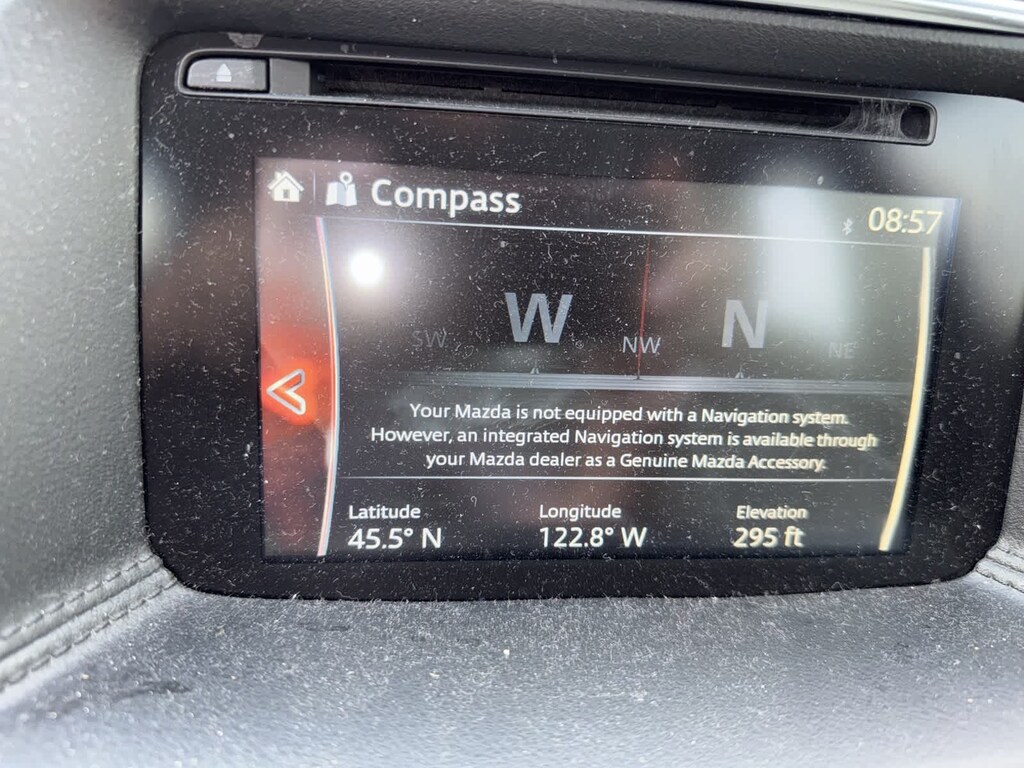 Compass
08:57
SW W NW N NE
Your Mazda is not equipped with a Navigation system.
However, an integrated Navigation system is available through
your Mazda dealer as a Genuine Mazda Accessory.
Latitude Longitude Elevation
45.5° N 122.8° W 295 ft